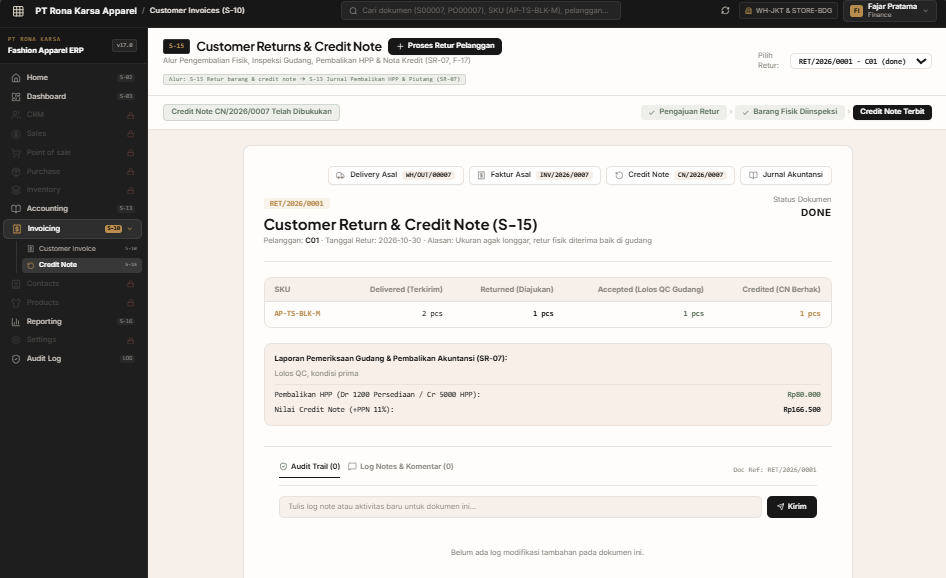 PT Rona Karsa Apparel / Customer Invoices (S-10)
Cari dokumen (S00007, PO00007), SKU (AP-TS-BLK-M), pelanggan...
WH-JKT & STORE-BDG
FI
Fajar Pratama
Finance
PT RONA KARSA
Fashion Apparel ERP
v17.0
Home S-02
Dashboard S-03
CRM
Sales
Point of sale
Purchase
Inventory
Accounting S-13
Invoicing S-10
Customer Invoice S-10
Credit Note
Contacts
Products
Reporting S-16
Settings
Audit Log LOG
S-15 Customer Returns & Credit Note + Proses Retur Pelanggan
Alur Pengembalian Fisik, Inspeksi Gudang, Pembalikan HPP & Nota Kredit (SR-07, F-17)
Alur: S-15 Retur barang & credit note → S-13 Jurnal Pembalikan HPP & Piutang (SR-07)
Pilih
Retur:
RET/2026/0001 - C01 (done)
Credit Note CN/2026/0007 Telah Dibukukan
Pengajuan Retur › Barang Fisik Diinspeksi › Credit Note Terbit
Delivery Asal WH/OUT/00007
Faktur Asal INV/2026/0007
Credit Note CN/2026/0007
Jurnal Akuntansi
RET/2026/0001
Status Dokumen
DONE
Customer Return & Credit Note (S-15)
Pelanggan: C01 · Tanggal Retur: 2026-10-30 · Alasan: Ukuran agak longgar, retur fisik diterima baik di gudang
SKU Delivered (Terkirim) Returned (Diajukan) Accepted (Lolos QC Gudang) Credited (CN Berhak)
AP-TS-BLK-M 2 pcs 1 pcs 1 pcs 1 pcs
Laporan Pemeriksaan Gudang & Pembalikan Akuntansi (SR-07):
Lolos QC, kondisi prima
Pembalikan HPP (Dr 1200 Persediaan / Cr 5000 HPP): Rp80.000
Nilai Credit Note (+PPN 11%): Rp166.500
Audit Trail (0) Log Notes & Komentar (0)
Doc Ref: RET/2026/0001
Tulis log note atau aktivitas baru untuk dokumen ini...
Kirim
Belum ada log modifikasi tambahan pada dokumen ini.